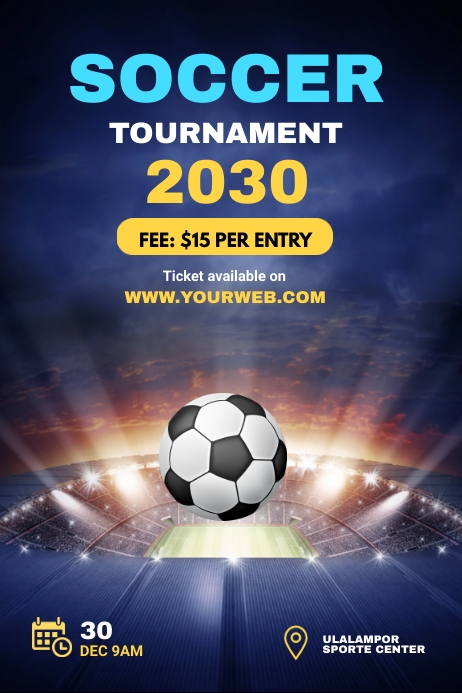 SOCCER
TOURNAMENT
2030
FEE: $15 PER ENTRY
Ticket available on
WWW.YOURWEB.COM
30
DEC 9AM
ULALAMPOR
SPORTE CENTER